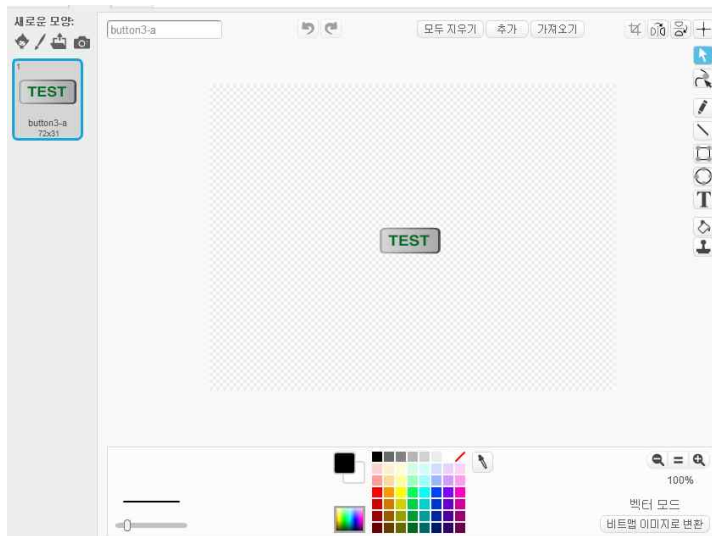 새로운 모양:
button3-a
모두 지우기
추가
가져오기
1
TEST
button3-a
72x31
TEST
T
100%
벡터 모드
비트맵 이미지로 변환